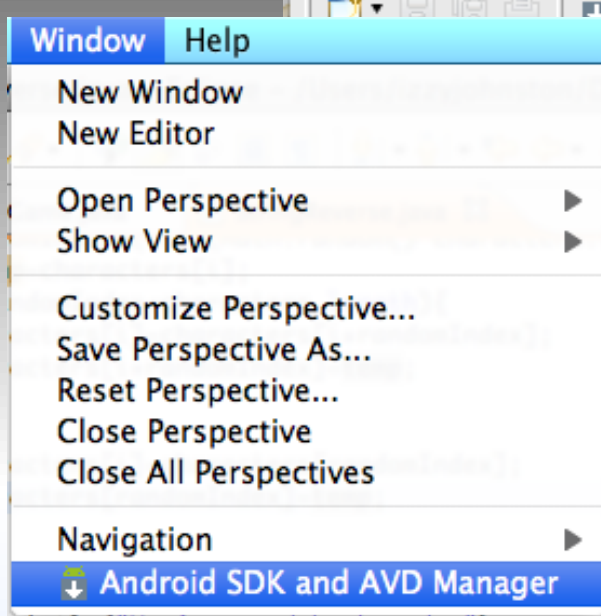 Window Help
New Window
New Editor
Open Perspective
Show View
Customize Perspective...
Save Perspective As...
Reset Perspective...
Close Perspective
Close All Perspectives
Navigation
Android SDK and AVD Manager